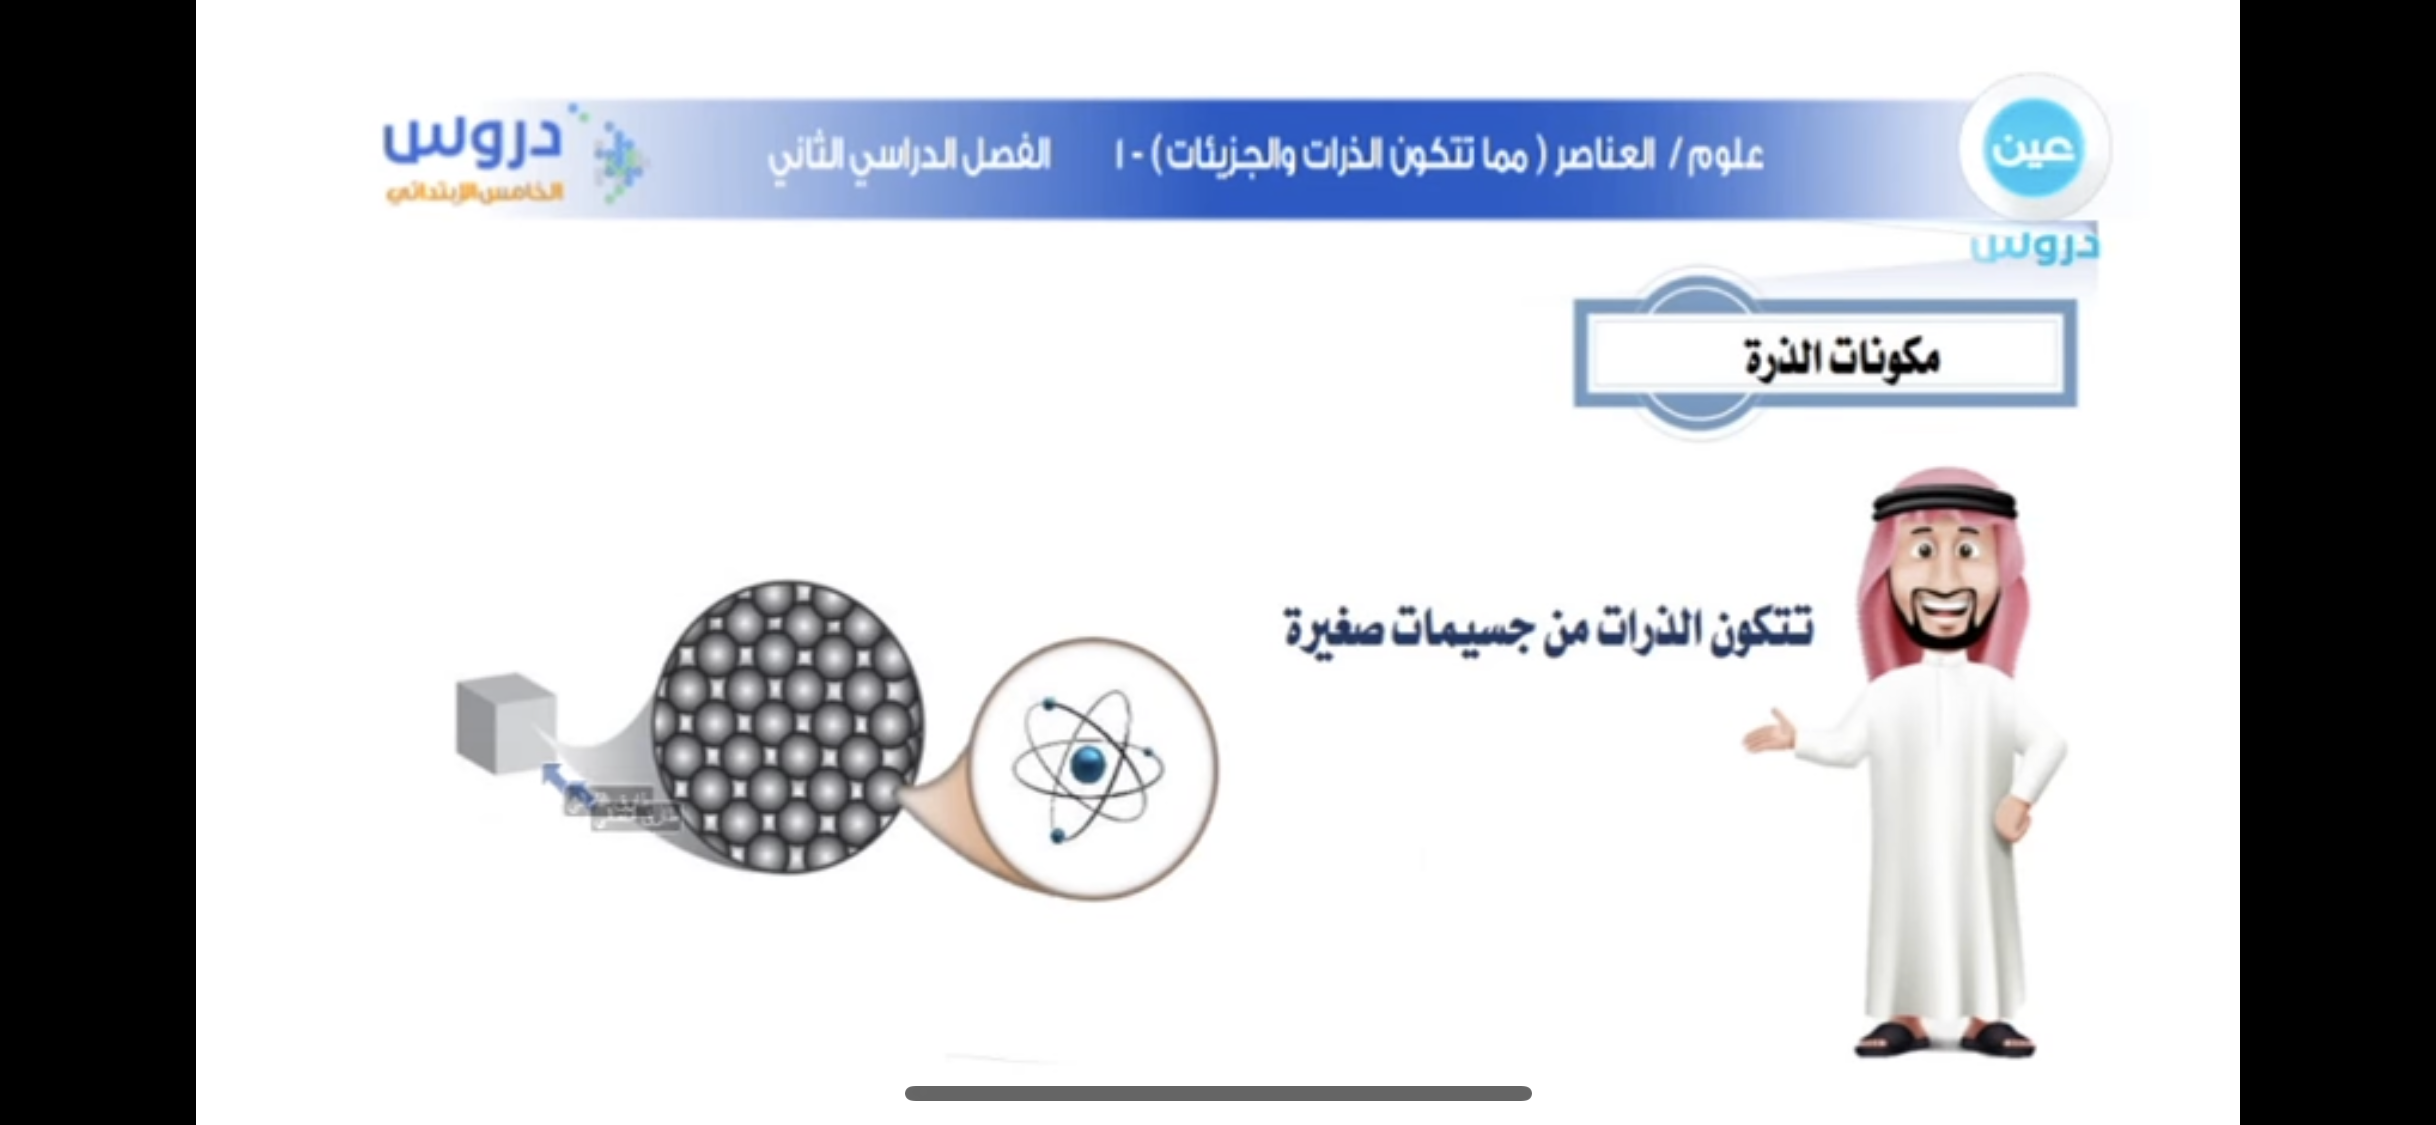 عين
علوم / العناصر ( مما تتكون الذرات والجزيئات) - ١ الفصل الدراسي الثاني
دروس
الخامس الإبتدائي
دروس
مكونات الذرة
تتكون الذرات من جسيمات صغيرة